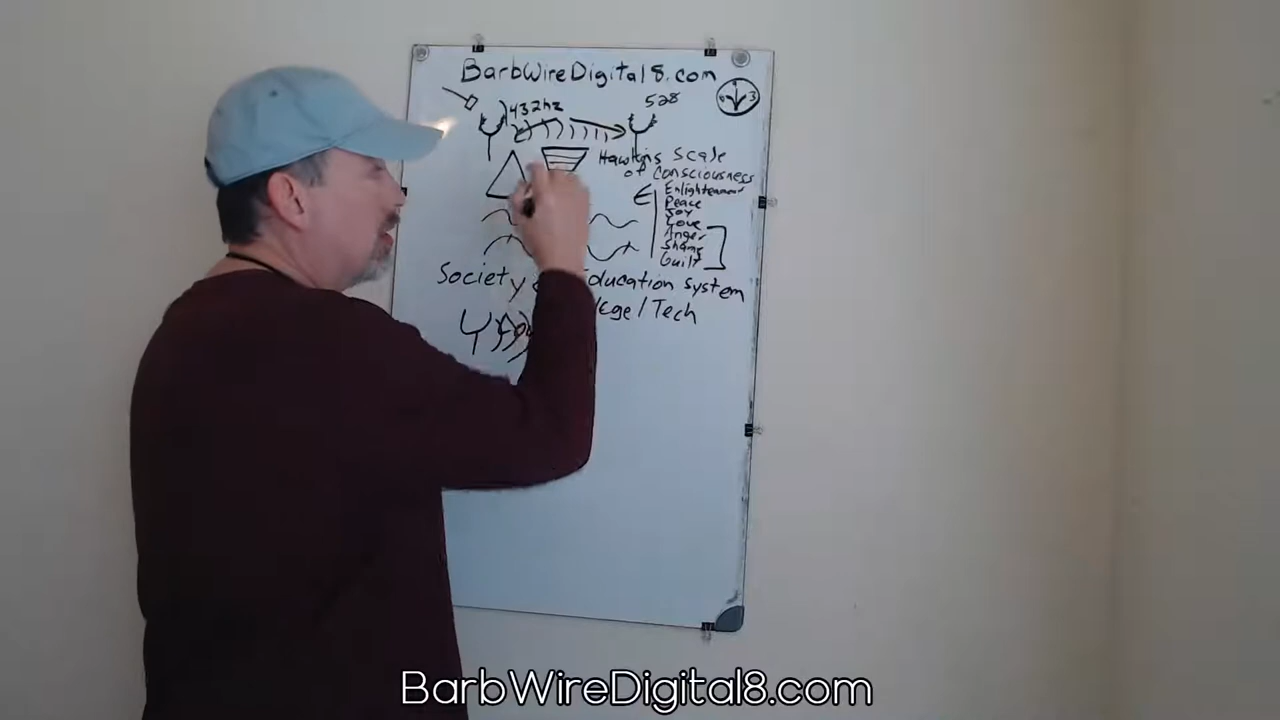 BarbWireDigital8.com
432hz
528
3
Hawkins Scale
of Consciousness
E
Enlightenment
Peace
Joy
Love
Anger
Shame
Guilt
Society
Education system
/Tech
BarbWireDigital8.com